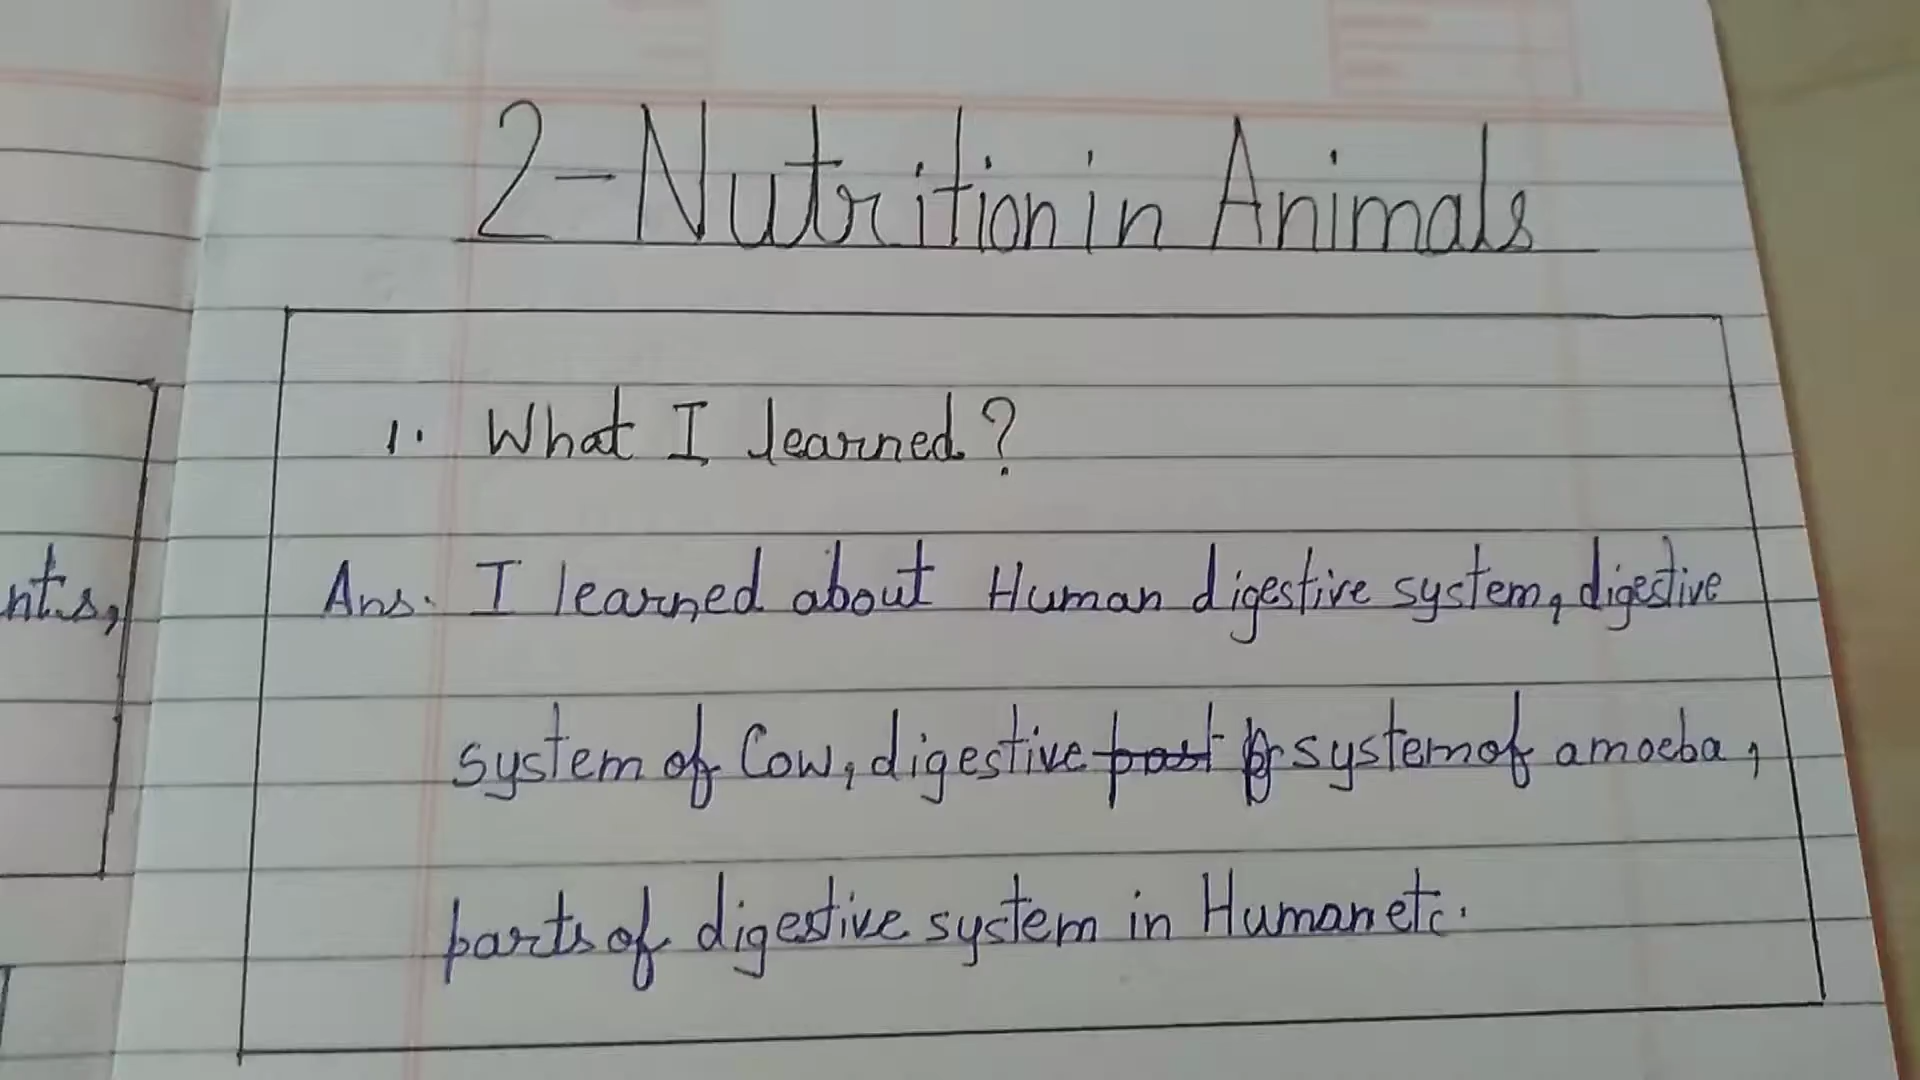 2-Nutrition in Animals
1. What I learned?
nts,
Ans. I learned about Human digestive system, digestive
system of Cow, digestive system of amoeba,
parts of digestive system in Human etc.